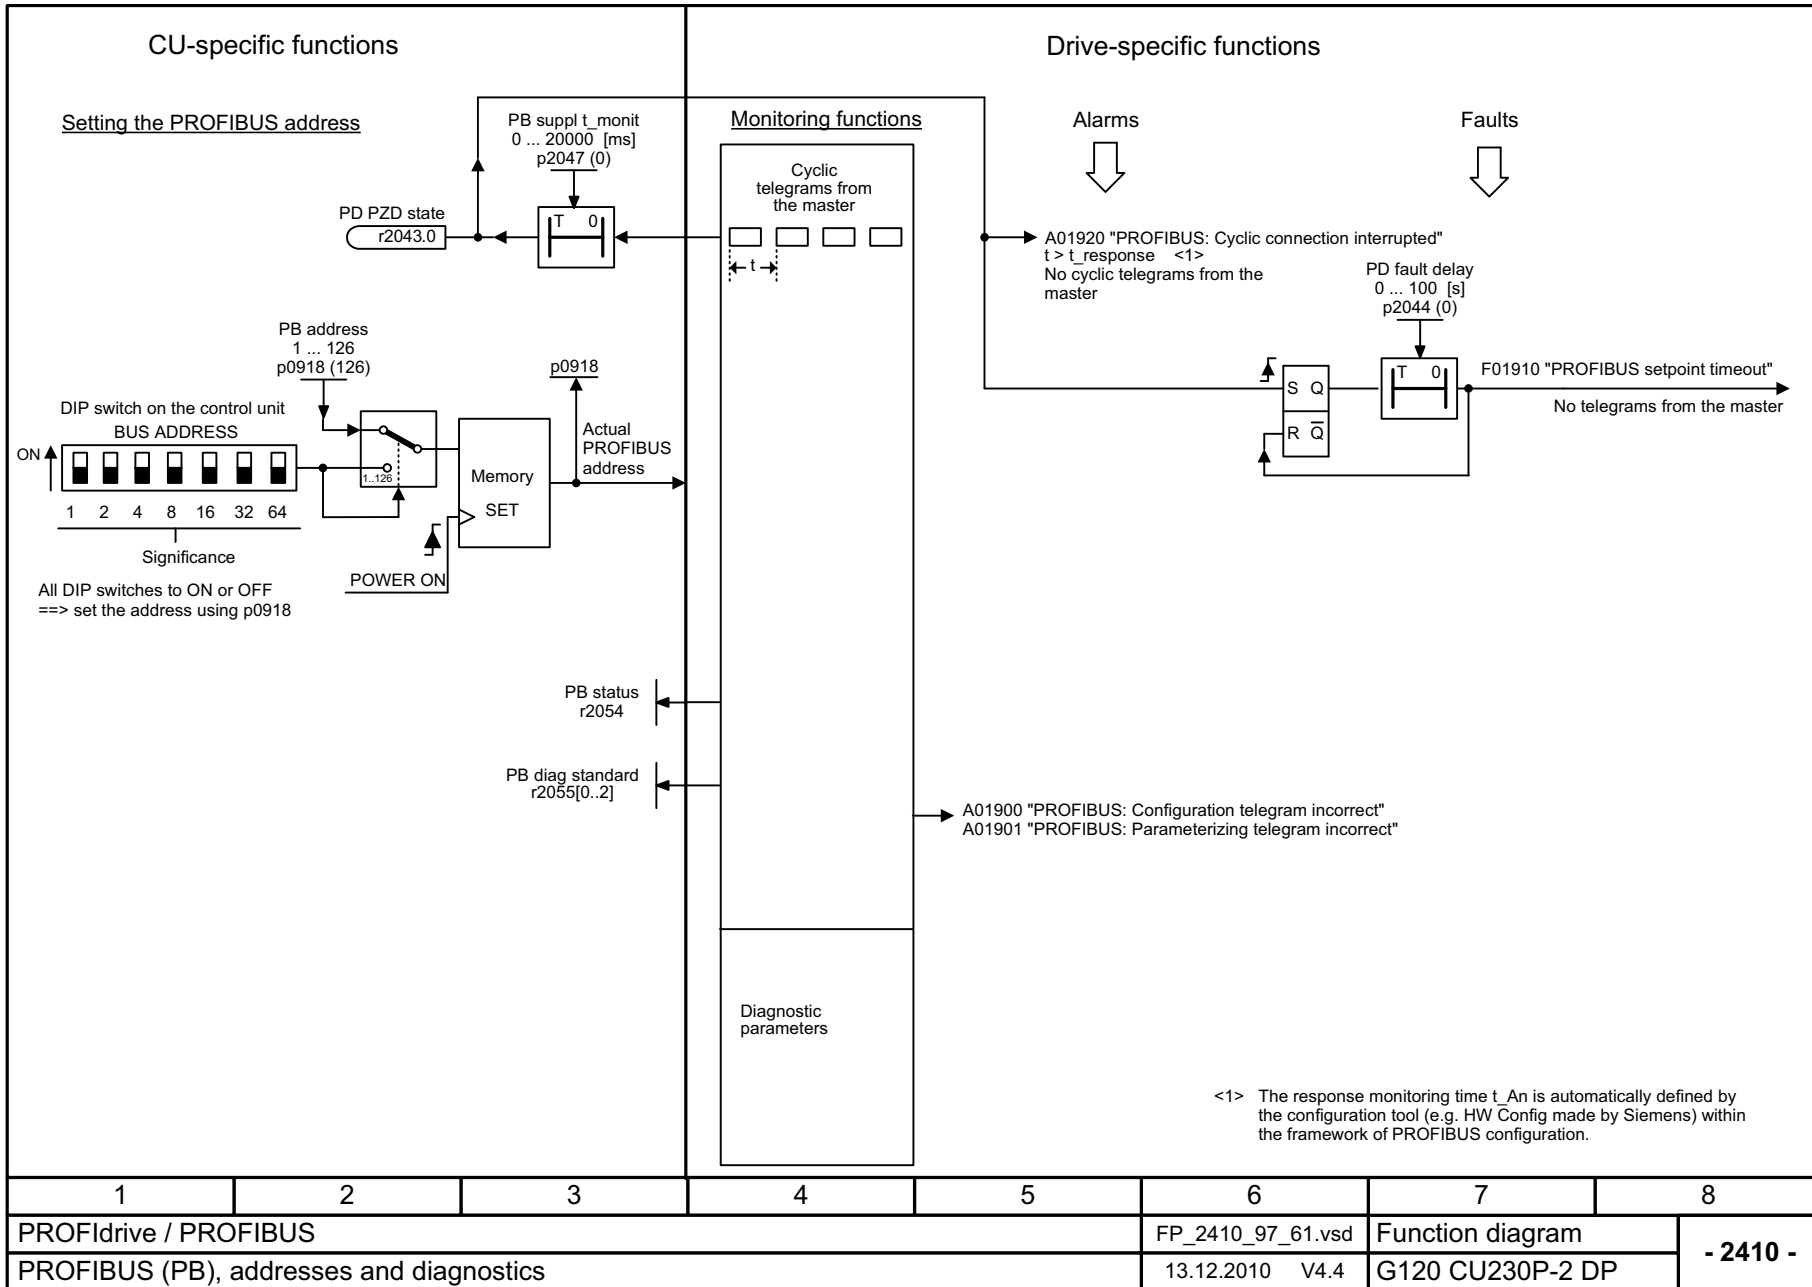 CU-specific functions
Drive-specific functions
Setting the PROFIBUS address
PB suppl t_monit
0 ... 20000 [ms]
p2047 (0)
Monitoring functions
Alarms
Faults
Cyclic
telegrams from
the master
PD PZD state
r2043.0
T 0
t
A01920 "PROFIBUS: Cyclic connection interrupted"
t > t_response <1>
No cyclic telegrams from the
master
PD fault delay
0 ... 100 [s]
p2044 (0)
PB address
1 ... 126
p0918 (126)
p0918
S Q
R Q̅
T 0
F01910 "PROFIBUS setpoint timeout"
No telegrams from the master
DIP switch on the control unit
BUS ADDRESS
ON
1..126
Memory
SET
Actual
PROFIBUS
address
1 2 4 8 16 32 64
Significance
POWER ON
All DIP switches to ON or OFF
==> set the address using p0918
PB status
r2054
PB diag standard
r2055[0..2]
A01900 "PROFIBUS: Configuration telegram incorrect"
A01901 "PROFIBUS: Parameterizing telegram incorrect"
Diagnostic
parameters
<1> The response monitoring time t_An is automatically defined by
the configuration tool (e.g. HW Config made by Siemens) within
the framework of PROFIBUS configuration.
1 2 3 4 5 6 7 8
PROFIdrive / PROFIBUS
FP_2410_97_61.vsd
Function diagram
- 2410 -
PROFIBUS (PB), addresses and diagnostics
13.12.2010 V4.4
G120 CU230P-2 DP